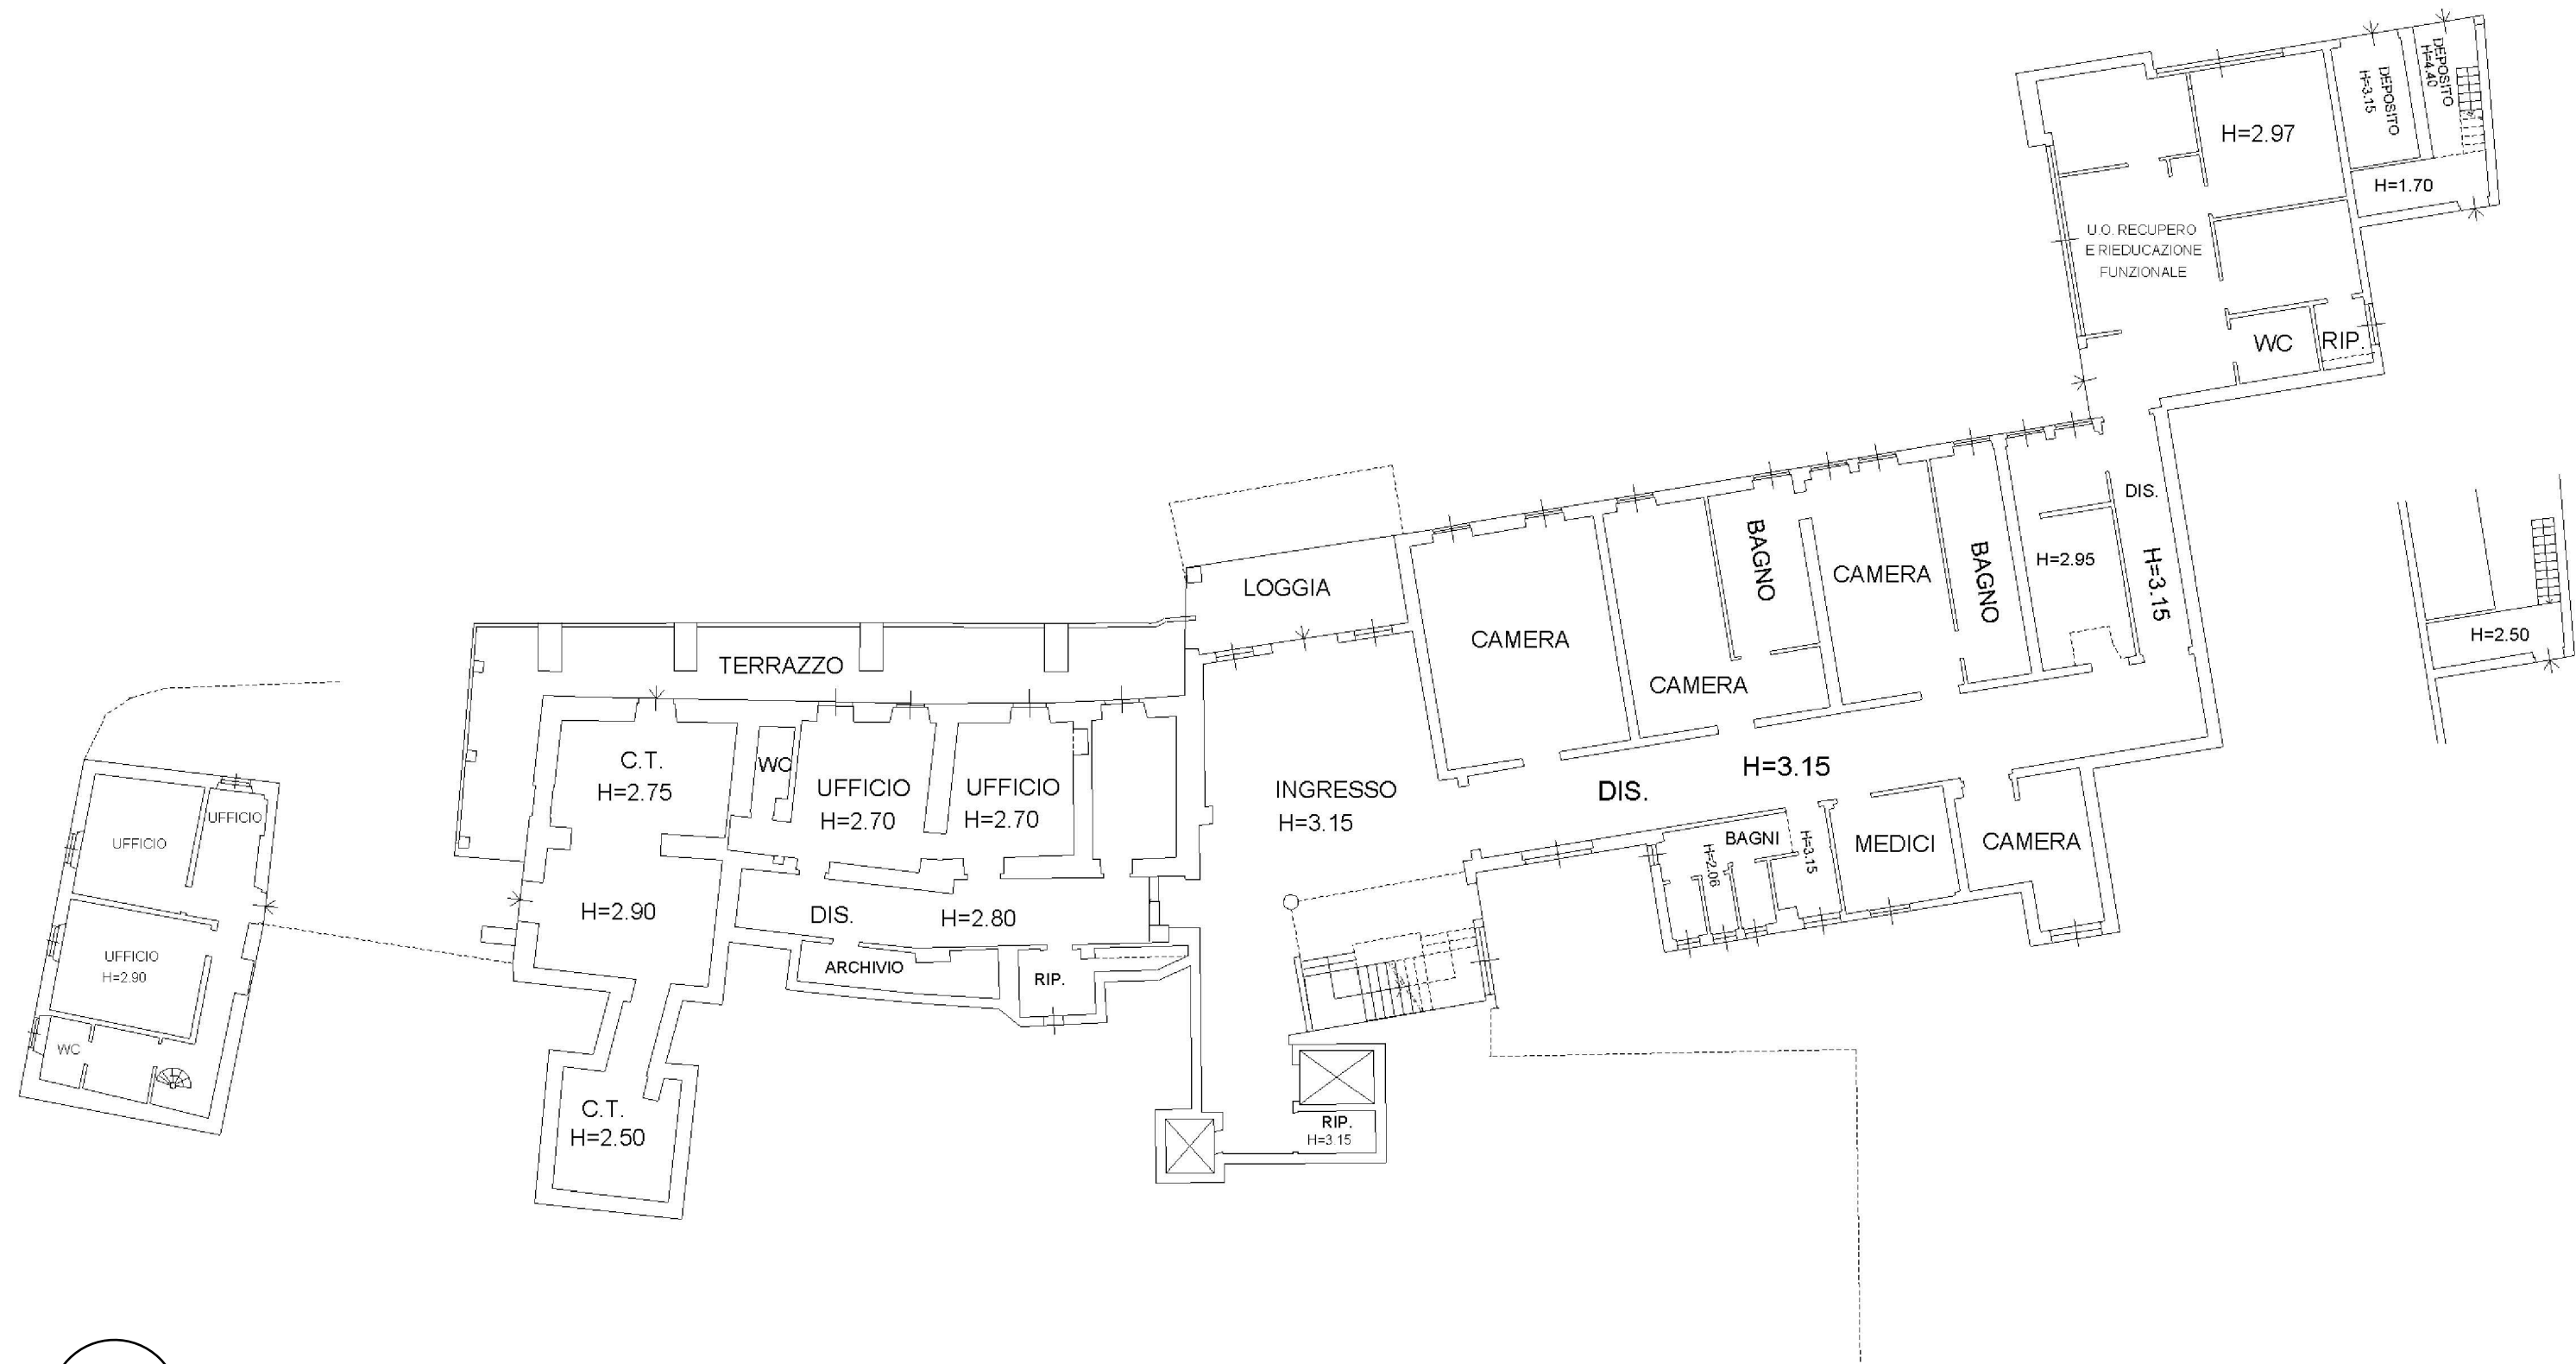 DEPOSITO
H=4.40
DEPOSITO
H=3.15
H=2.97
H=1.70
U.O. RECUPERO
E RIEDUCAZIONE
FUNZIONALE
WC
RIP.
DIS.
H=3.15
H=2.95
BAGNO
CAMERA
BAGNO
CAMERA
CAMERA
LOGGIA
H=2.50
TERRAZZO
C.T.
H=2.75
WC
UFFICIO
H=2.70
UFFICIO
H=2.70
INGRESSO
H=3.15
DIS.
H=3.15
BAGNI
H=2.06
H=3.15
MEDICI
CAMERA
UFFICIO
UFFICIO
UFFICIO
H=2.90
WC
H=2.90
DIS.
H=2.80
ARCHIVIO
RIP.
C.T.
H=2.50
RIP.
H=3.15